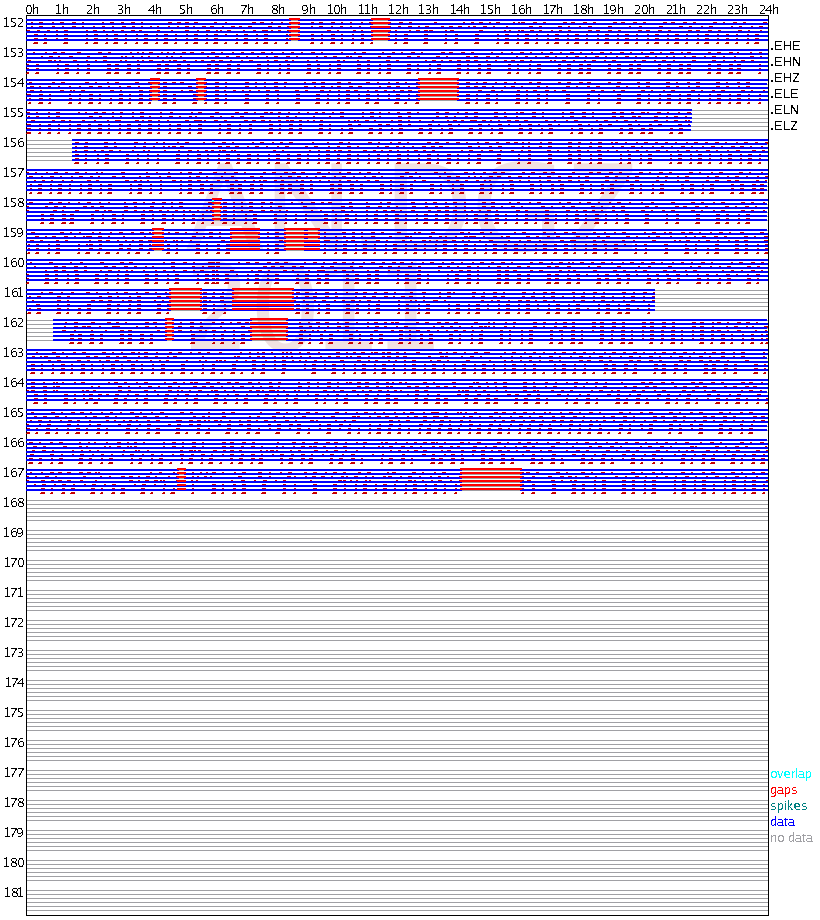 0h 1h 2h 3h 4h 5h 6h 7h 8h 9h 10h 11h 12h 13h 14h 15h 16h 17h 18h 19h 20h 21h 22h 23h 24h
152
.EHE
153
.EHN
.EHZ
154
.ELE
.ELN
155
.ELZ
156
157
158
159
160
161
162
163
164
165
166
167
168
169
170
171
172
173
174
175
176
177
overlap
gaps
178
spikes
data
179
no data
180
181